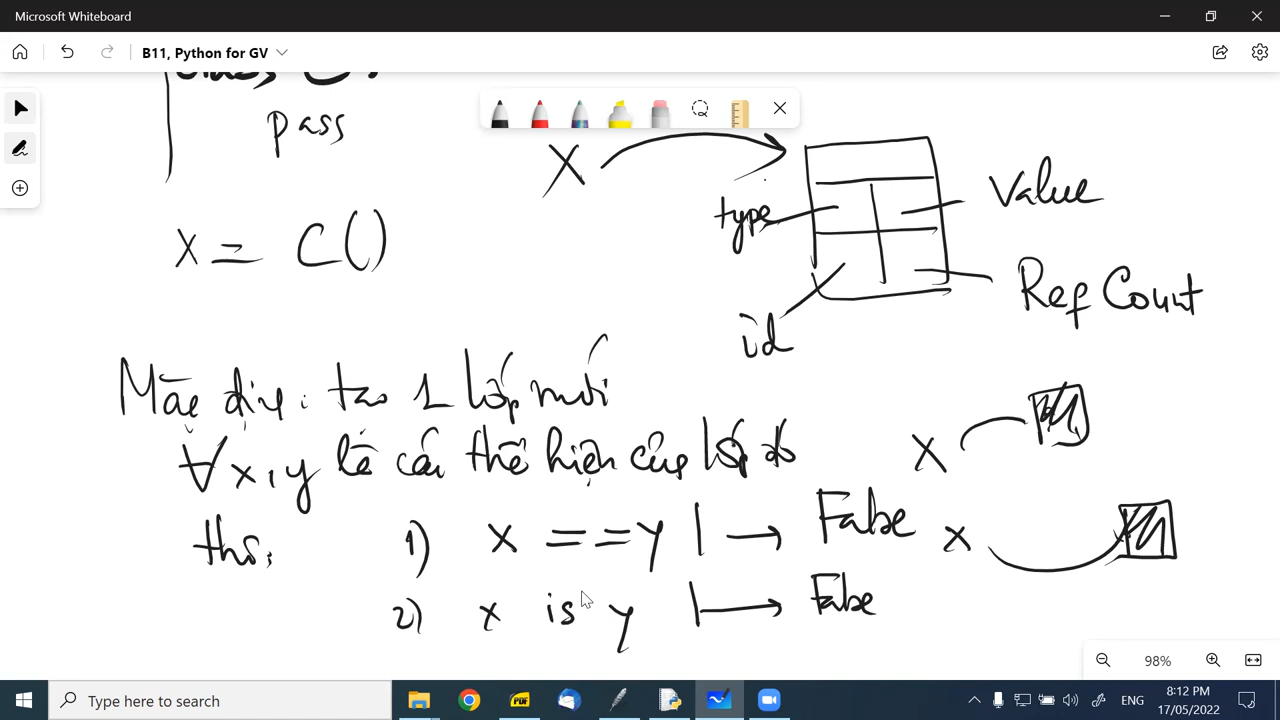 Microsoft Whiteboard
B11, Python for GV
class C:
pass
X
type
Value
x = C()
id
Ref Count
Mặc định: tạo 1 lớp mới
∀x, y là các thể hiện của lớp đó
X
thì:
1) x == y |→ False
X
2) x is y |→ False
98%
Type here to search
PDF
ENG
8:12 PM
17/05/2022